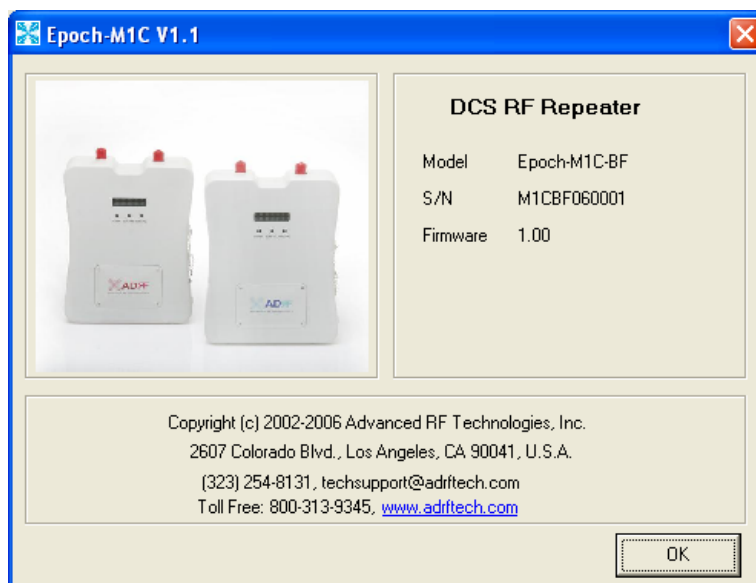 Epoch-M1C V1.1
ADRF
ADRF
DCS RF Repeater
Model Epoch-M1C-BF
S/N M1CBF060001
Firmware 1.00
Copyright (c) 2002-2006 Advanced RF Technologies, Inc.
2607 Colorado Blvd., Los Angeles, CA 90041, U.S.A.
(323) 254-8131, techsupport@adrftech.com
Toll Free: 800-313-9345, www.adrftech.com
OK